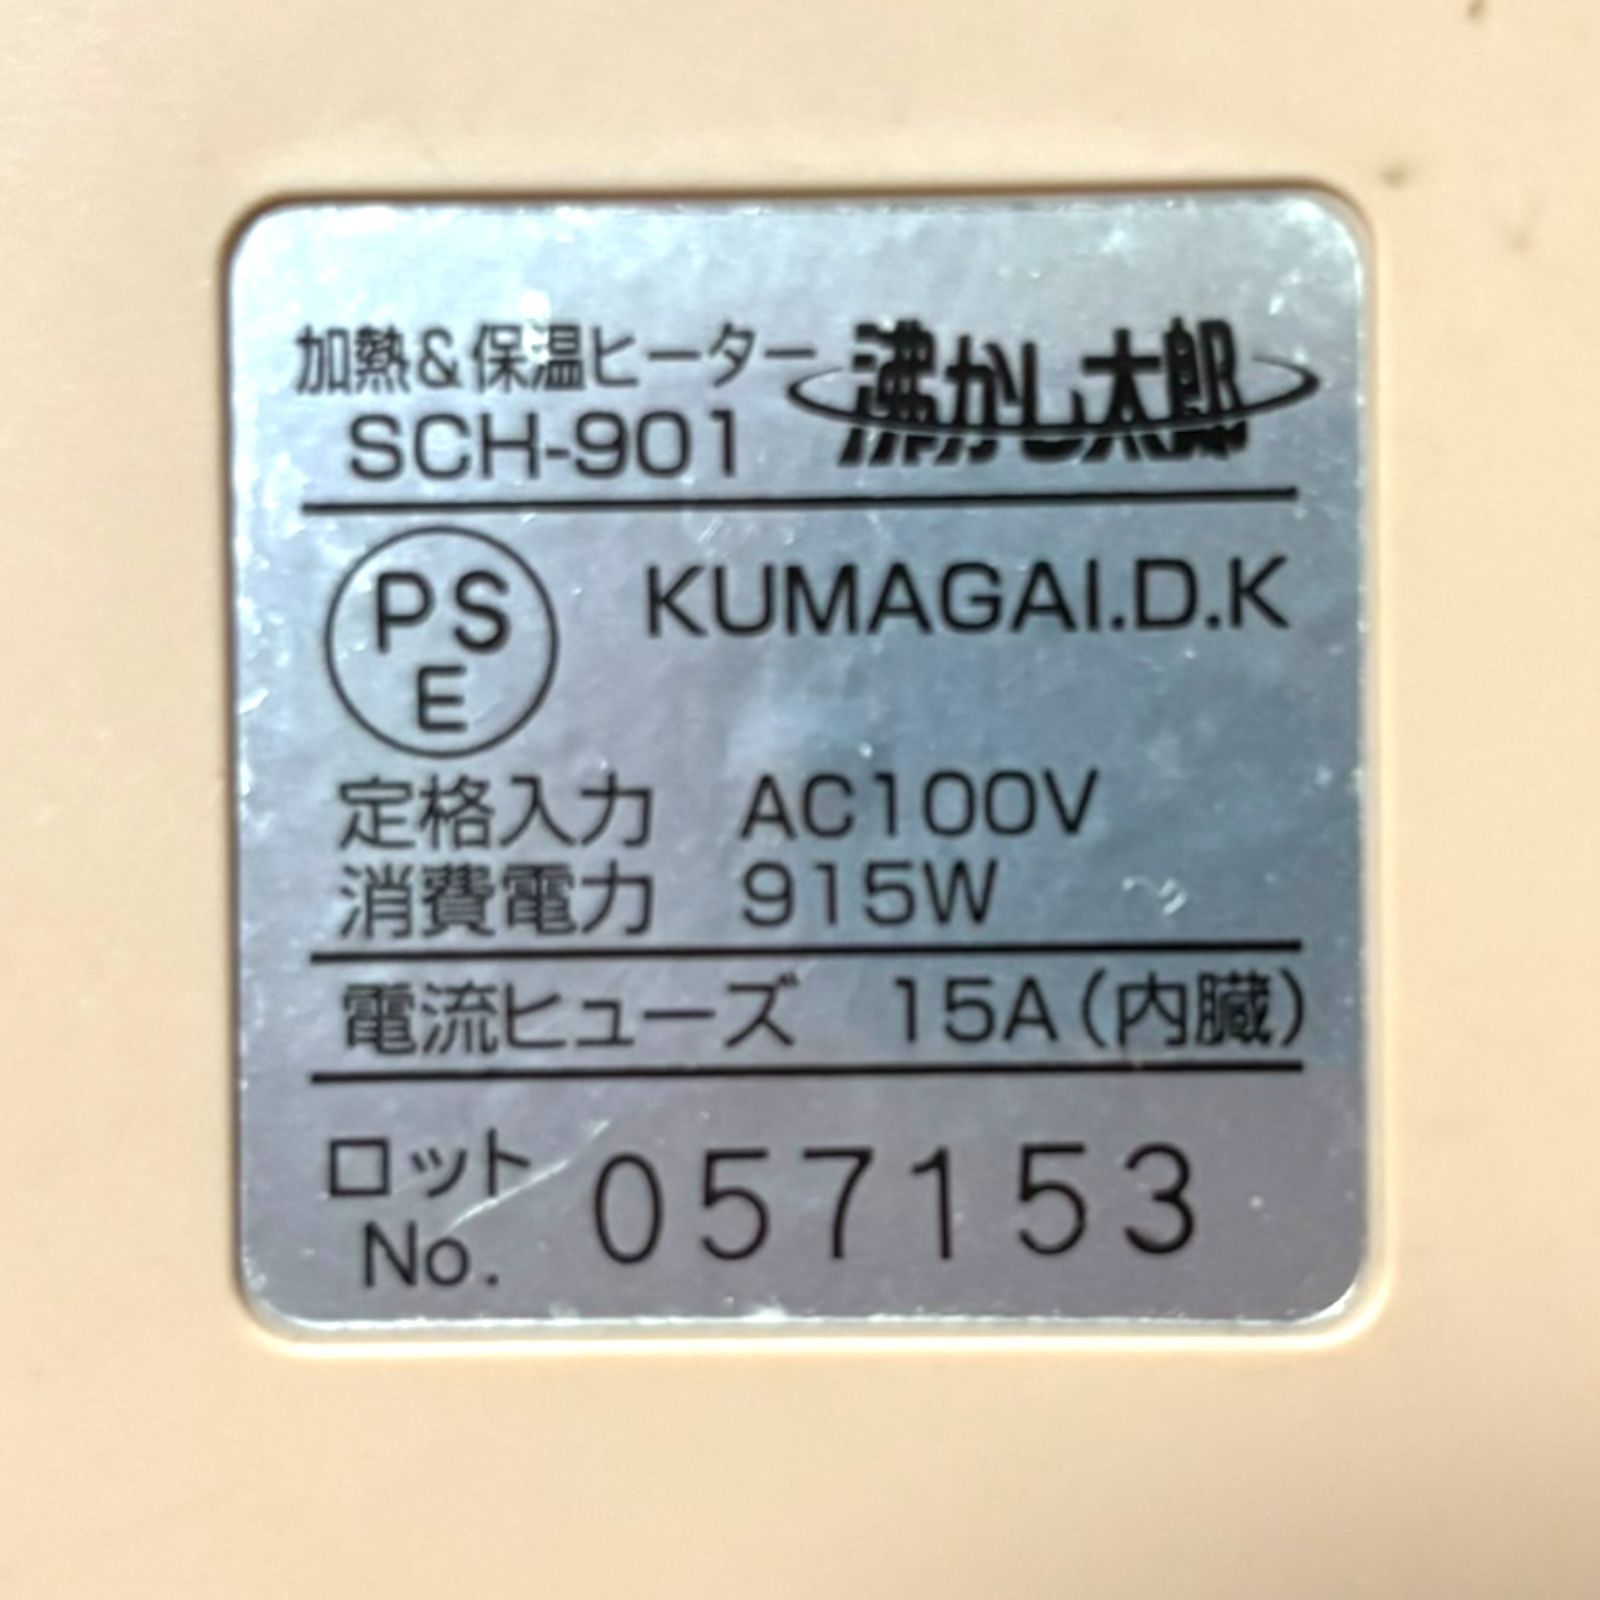 加熱&保温ヒーター 沸かし太郎
SCH-901
PS
E
KUMAGAI.D.K
定格入力 AC100V
消費電力 915W
電流ヒューズ 15A(内臓)
ロット
No. 057153